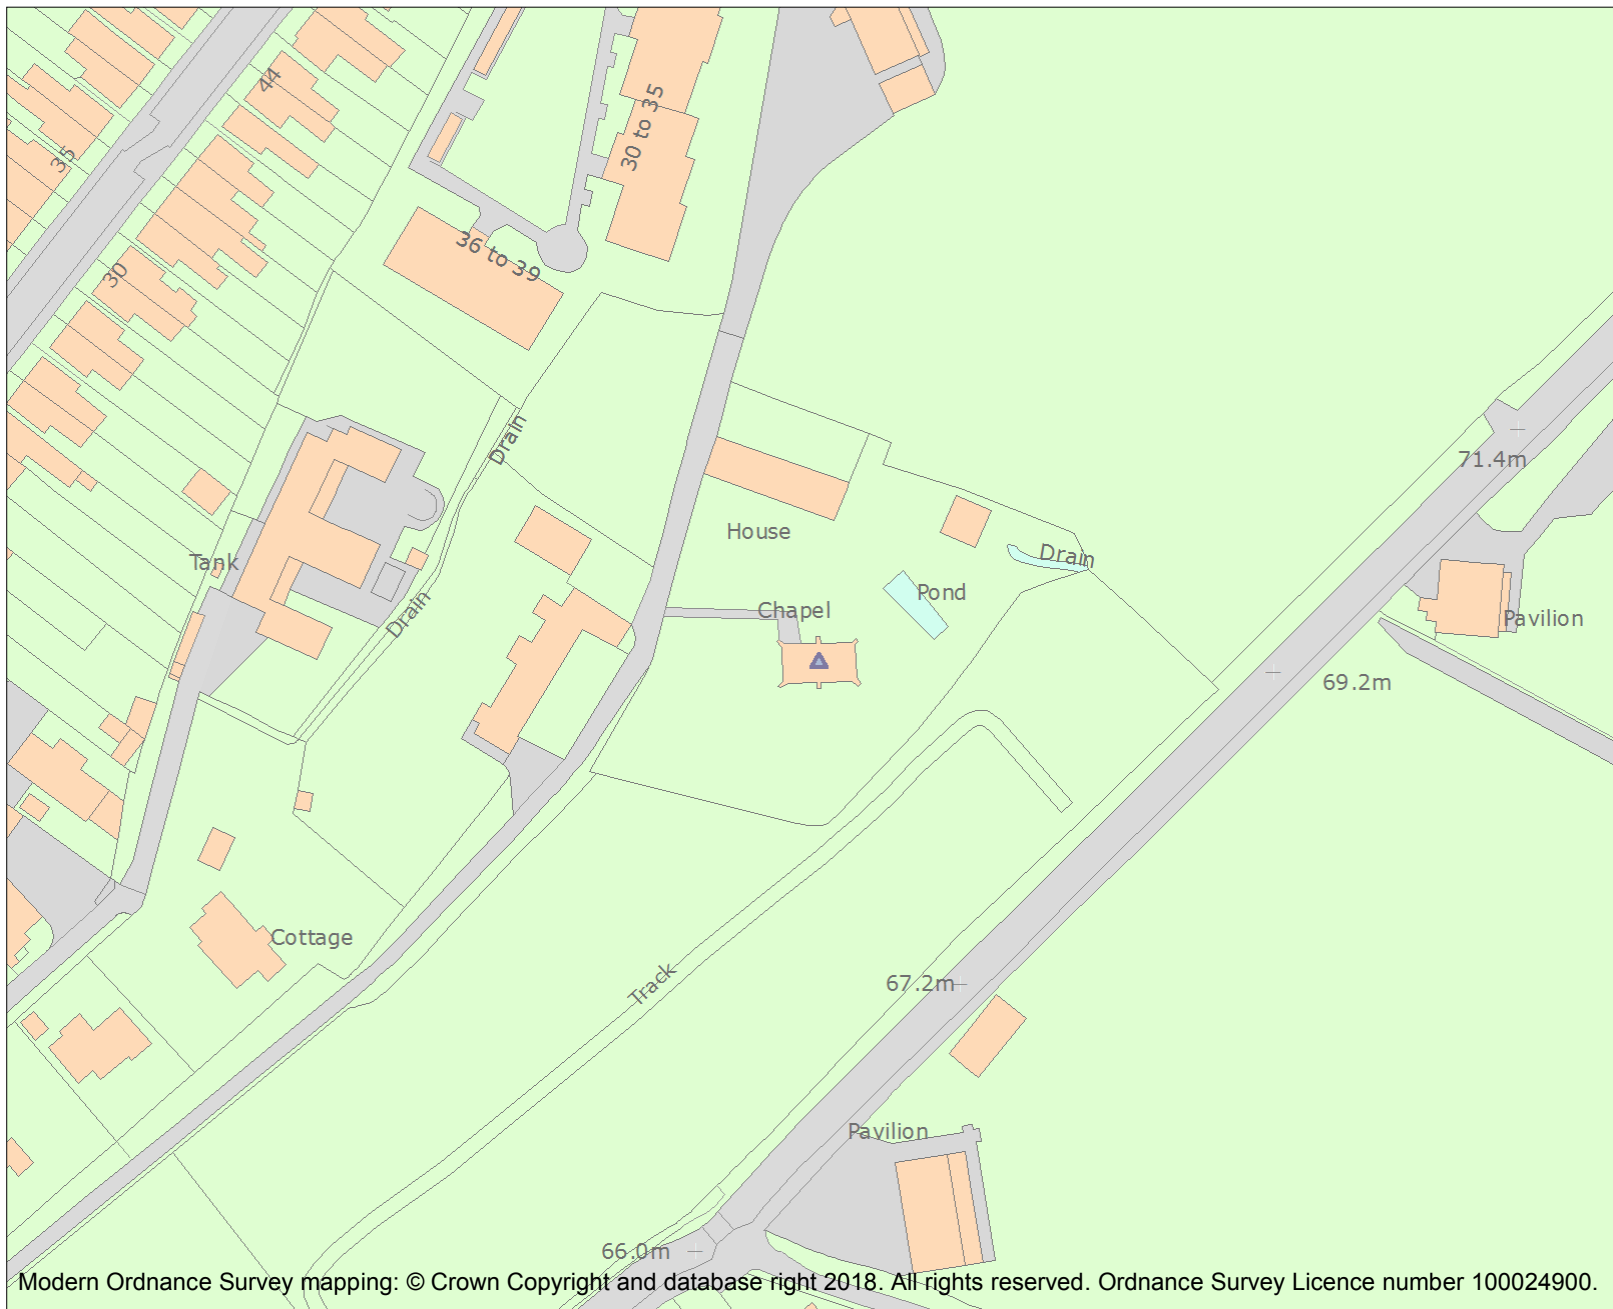 44
35
30 to 35
36 to 39
30
Drain
71.4m
House
Drain
Tank
Pond
Drain
Chapel
Pavilion
69.2m
Cottage
Track
67.2m
Pavilion
66.0m
Modern Ordnance Survey mapping: © Crown Copyright and database right 2018. All rights reserved. Ordnance Survey Licence number 100024900.